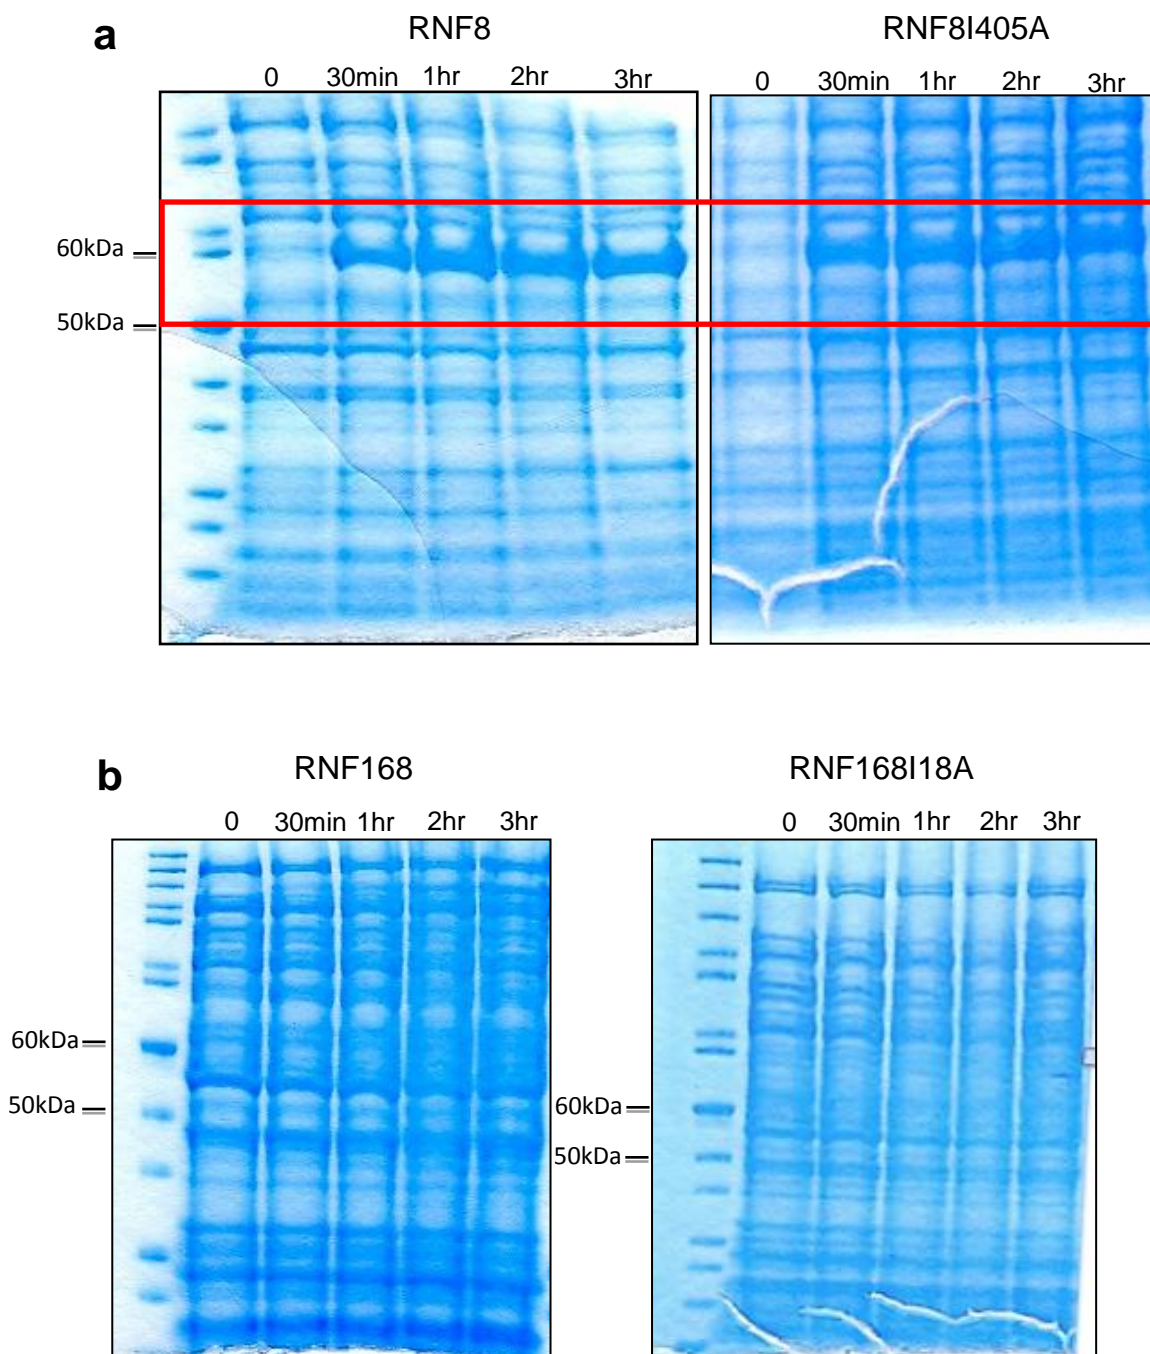 a
RNF8
RNF8I405A
0 30min 1hr 2hr 3hr
0 30min 1hr 2hr 3hr
60kDa
50kDa
b
RNF168
RNF168I18A
0 30min 1hr 2hr 3hr
0 30min 1hr 2hr 3hr
60kDa
50kDa
60kDa
50kDa